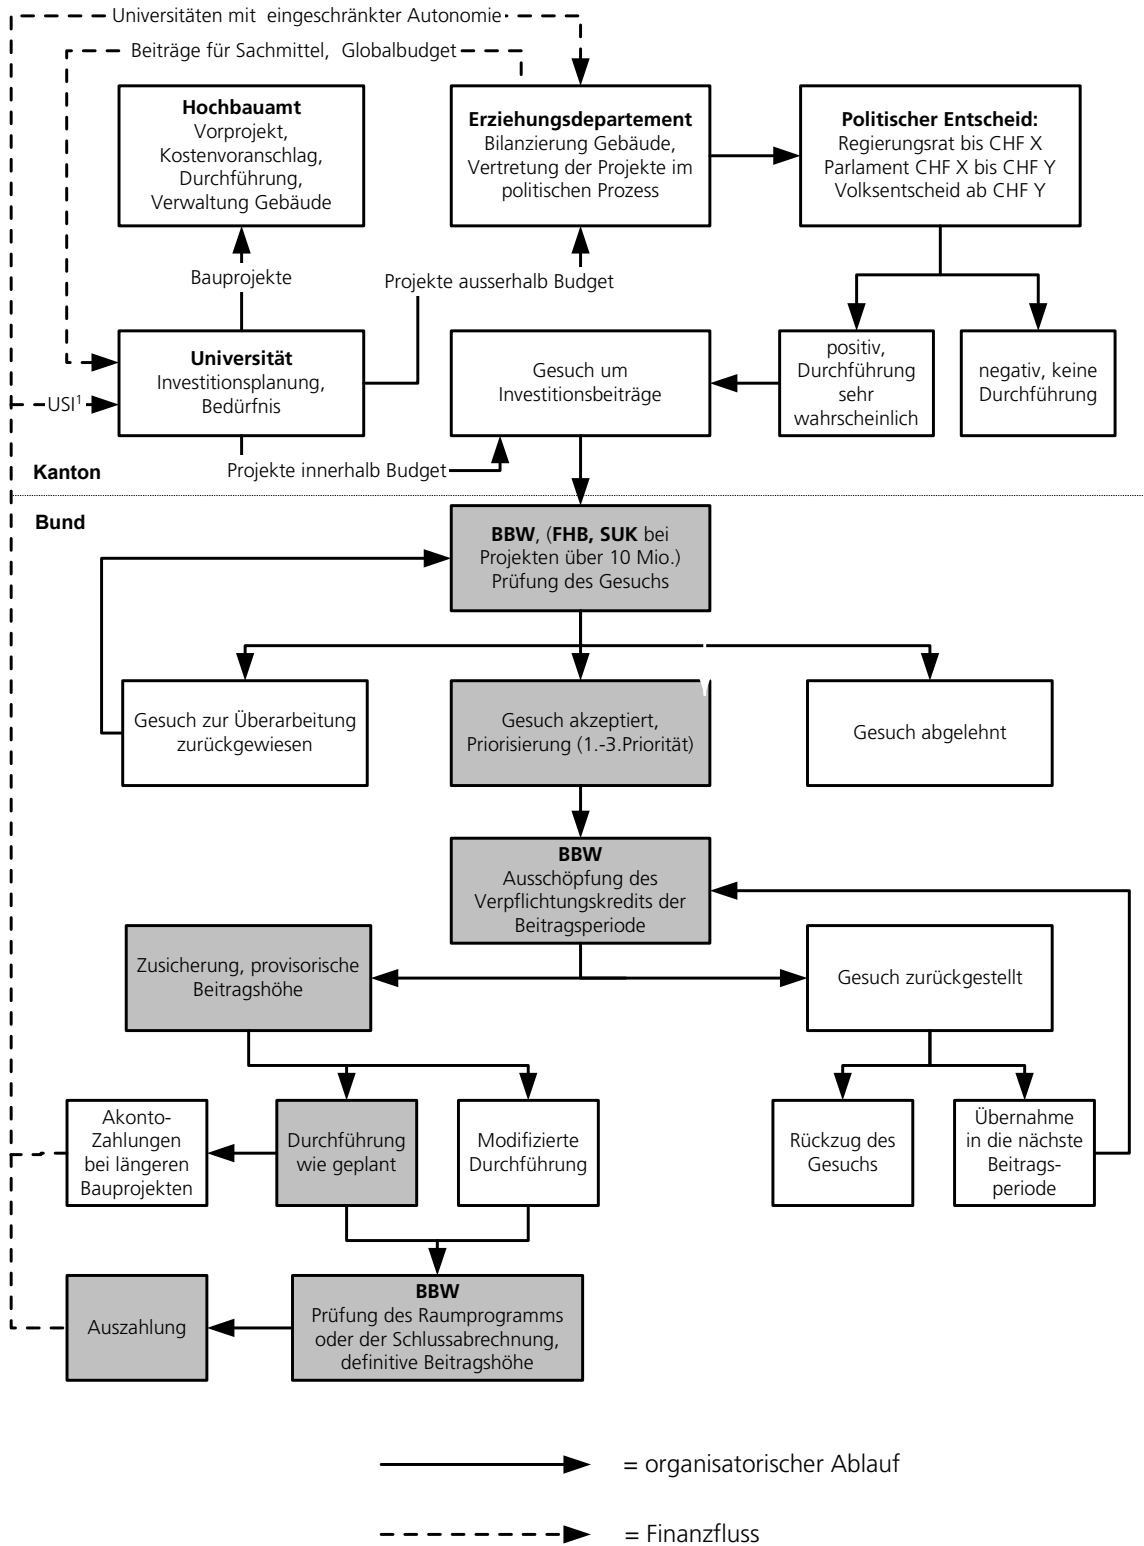 Universitäten mit eingeschränkter Autonomie
Beiträge für Sachmittel, Globalbudget
Hochbauamt
Vorprojekt,
Kostenvoranschlag,
Durchführung,
Verwaltung Gebäude
Erziehungsdepartement
Bilanzierung Gebäude,
Vertretung der Projekte im
politischen Prozess
Politischer Entscheid:
Regierungsrat bis CHF X
Parlament CHF X bis CHF Y
Volksentscheid ab CHF Y
Bauprojekte
Projekte ausserhalb Budget
Universität
Investitionsplanung,
Bedürfnis
Gesuch um
Investitionsbeiträge
positiv,
Durchführung
sehr
wahrscheinlich
negativ, keine
Durchführung
USI¹
Projekte innerhalb Budget
Kanton
Bund
BBW, (FHB, SUK bei
Projekten über 10 Mio.)
Prüfung des Gesuchs
Gesuch zur Überarbeitung
zurückgewiesen
Gesuch akzeptiert,
Priorisierung (1.-3.Priorität)
Gesuch abgelehnt
BBW
Ausschöpfung des
Verpflichtungskredits der
Beitragsperiode
Zusicherung, provisorische
Beitragshöhe
Gesuch zurückgestellt
Akonto-
Zahlungen
bei längeren
Bauprojekten
Durchführung
wie geplant
Modifizierte
Durchführung
Rückzug des
Gesuchs
Übernahme
in die nächste
Beitrags-
periode
Auszahlung
BBW
Prüfung des Raumprogramms
oder der Schlussabrechnung,
definitive Beitragshöhe
= organisatorischer Ablauf
= Finanzfluss